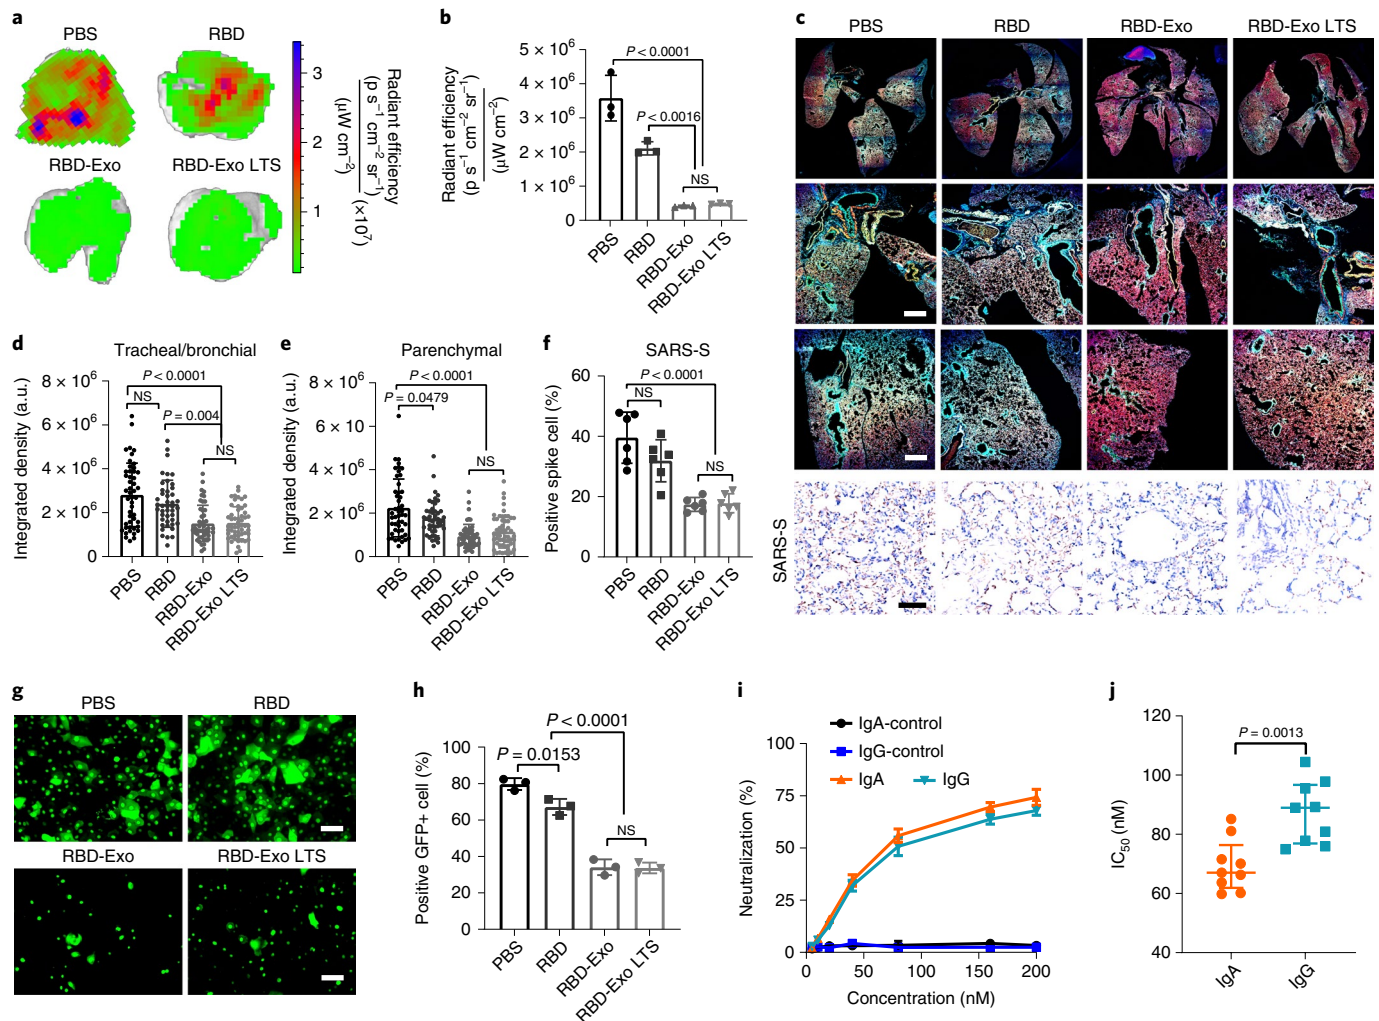 a
PBS
RBD
RBD-Exo
RBD-Exo LTS
3
2
1
Radiant efficiency
(p s⁻¹ cm⁻² sr⁻¹)
(µW cm⁻²)
(×10⁷)
b
Radiant efficiency
(p s⁻¹ cm⁻² sr⁻¹)
(µW cm⁻²)
5 × 10⁶
4 × 10⁶
3 × 10⁶
2 × 10⁶
1 × 10⁶
0
P < 0.0001
P < 0.0016
NS
PBS
RBD
RBD-Exo
RBD-Exo LTS
c
PBS
RBD
RBD-Exo
RBD-Exo LTS
SARS-S
d
Tracheal/bronchial
Integrated density (a.u.)
8 × 10⁶
6 × 10⁶
4 × 10⁶
2 × 10⁶
0
P < 0.0001
NS
P = 0.004
NS
PBS
RBD
RBD-Exo
RBD-Exo LTS
e
Parenchymal
Integrated density (a.u.)
8 × 10⁶
6 × 10⁶
4 × 10⁶
2 × 10⁶
0
P < 0.0001
P = 0.0479
NS
PBS
RBD
RBD-Exo
RBD-Exo LTS
f
SARS-S
Positive spike cell (%)
60
40
20
0
P < 0.0001
NS
NS
PBS
RBD
RBD-Exo
RBD-Exo LTS
g
PBS
RBD
RBD-Exo
RBD-Exo LTS
h
Positive GFP+ cell (%)
100
80
60
40
20
0
P < 0.0001
P = 0.0153
NS
PBS
RBD
RBD-Exo
RBD-Exo LTS
i
IgA-control
IgG-control
IgA
IgG
Neutralization (%)
100
75
50
25
0
0
50
100
150
200
Concentration (nM)
j
IC₅₀ (nM)
120
100
80
60
40
P = 0.0013
IgA
IgG